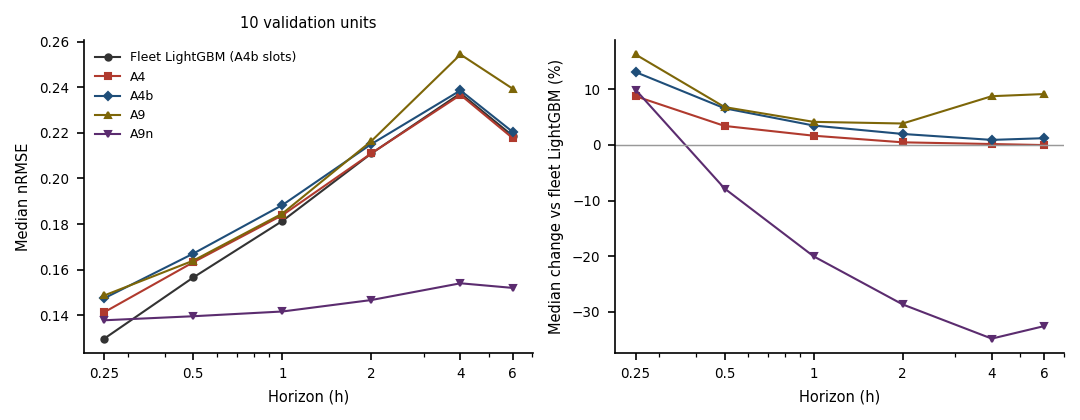 10 validation units
Median nRMSE
0.26
0.24
0.22
0.20
0.18
0.16
0.14
Fleet LightGBM (A4b slots)
A4
A4b
A9
A9n
0.25 0.5 1 2 4 6
Horizon (h)
Median change vs fleet LightGBM (%)
10
0
−10
−20
−30
0.25 0.5 1 2 4 6
Horizon (h)